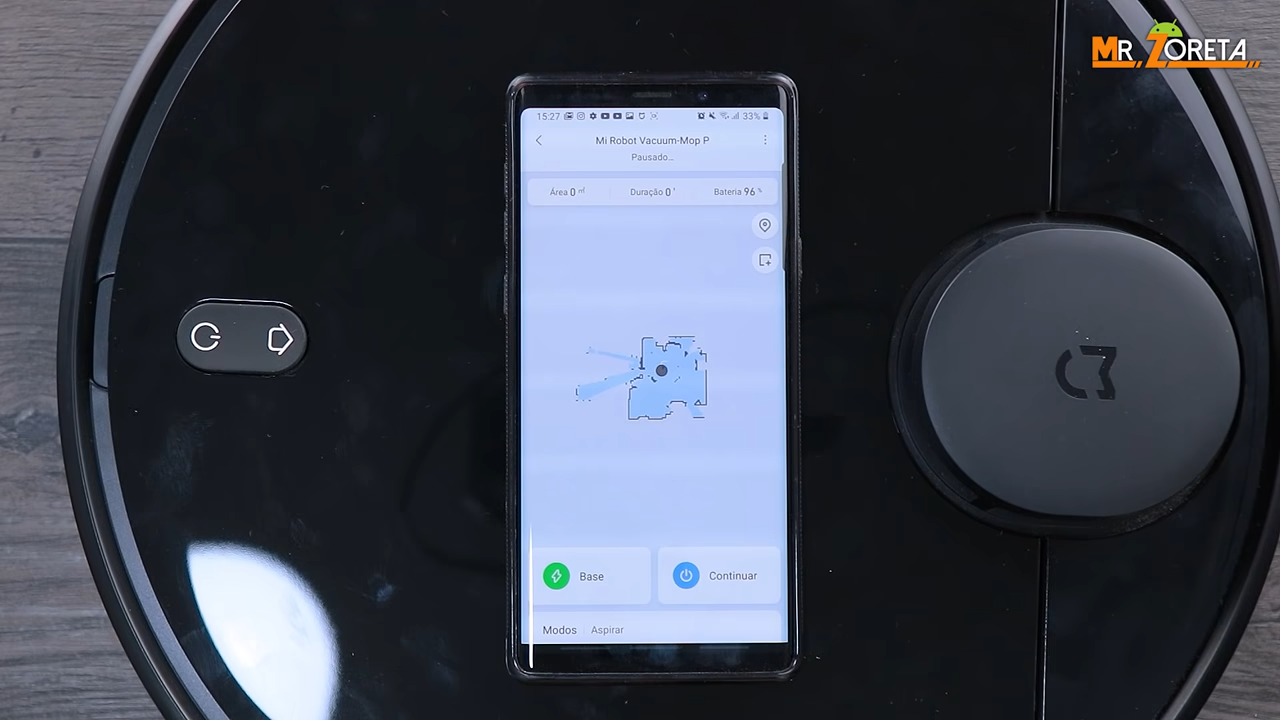 MR. ZORETA
15:27 33%
Mi Robot Vacuum-Mop P
Pausado...
Área 0 m² Duração 0' Bateria 96 %
Base Continuar
Modos Aspirar